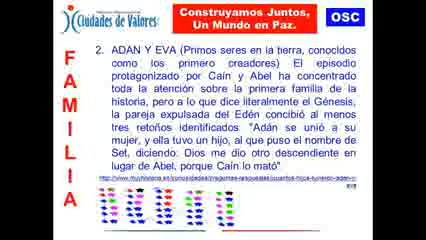 Ciudades de Valores
Construyamos Juntos,
Un Mundo en Paz.
OSC
FAMILIA
2. ADAN Y EVA (Primos seres en la tierra, conocidos
como los primero creadores) El episodio
protagonizado por Caín y Abel ha concentrado
toda la atención sobre la primera familia de la
historia, pero a lo que dice literalmente el Génesis,
la pareja expulsada del Edén concibió al menos
tres retoños identificados: "Adán se unió a su
mujer, y ella tuvo un hijo, al que puso el nombre
de Set, diciendo: Dios me dio otro descendiente en
lugar de Abel, porque Caín lo mató"